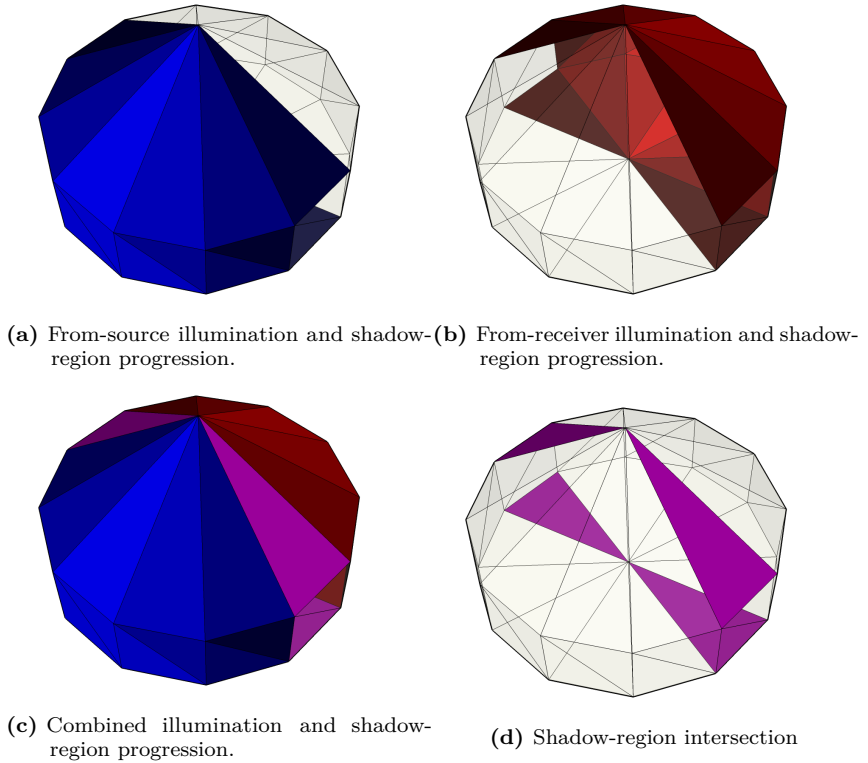 (a) From-source illumination and shadow-
region progression.
(b) From-receiver illumination and shadow-
region progression.
(c) Combined illumination and shadow-
region progression.
(d) Shadow-region intersection